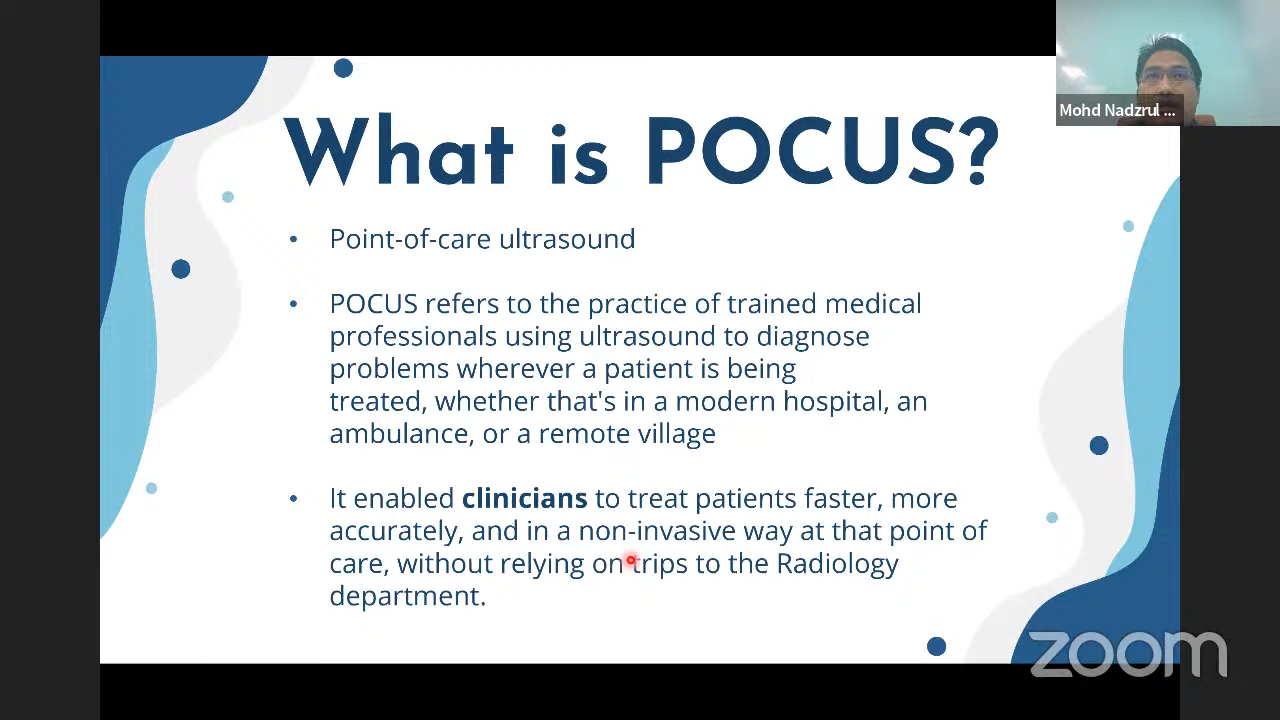 Mohd Nadzrul ...
What is POCUS?
• Point-of-care ultrasound
• POCUS refers to the practice of trained medical
professionals using ultrasound to diagnose
problems wherever a patient is being
treated, whether that's in a modern hospital, an
ambulance, or a remote village
• It enabled clinicians to treat patients faster, more
accurately, and in a non-invasive way at that point of
care, without relying on trips to the Radiology
department.
zoom